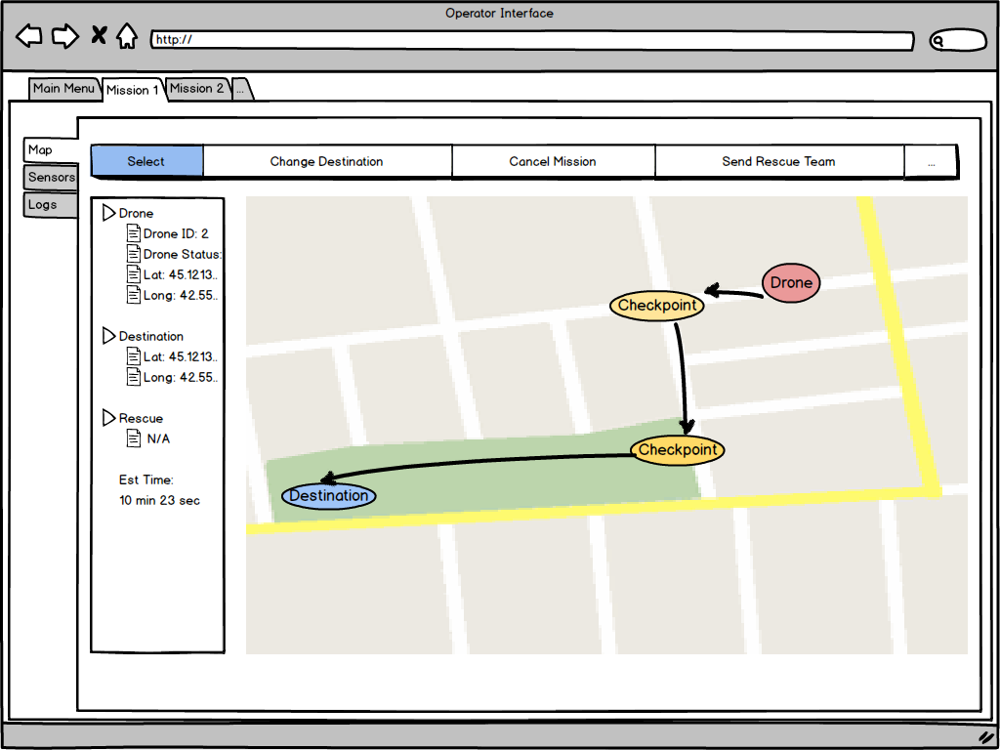 Operator Interface
http://
Main Menu
Mission 1
Mission 2
...
Map
Sensors
Logs
Select
Change Destination
Cancel Mission
Send Rescue Team
...
Drone
Drone ID: 2
Drone Status:
Lat: 45.1213..
Long: 42.55..
Destination
Lat: 45.1213..
Long: 42.55..
Rescue
N/A
Est Time:
10 min 23 sec
Drone
Checkpoint
Checkpoint
Destination